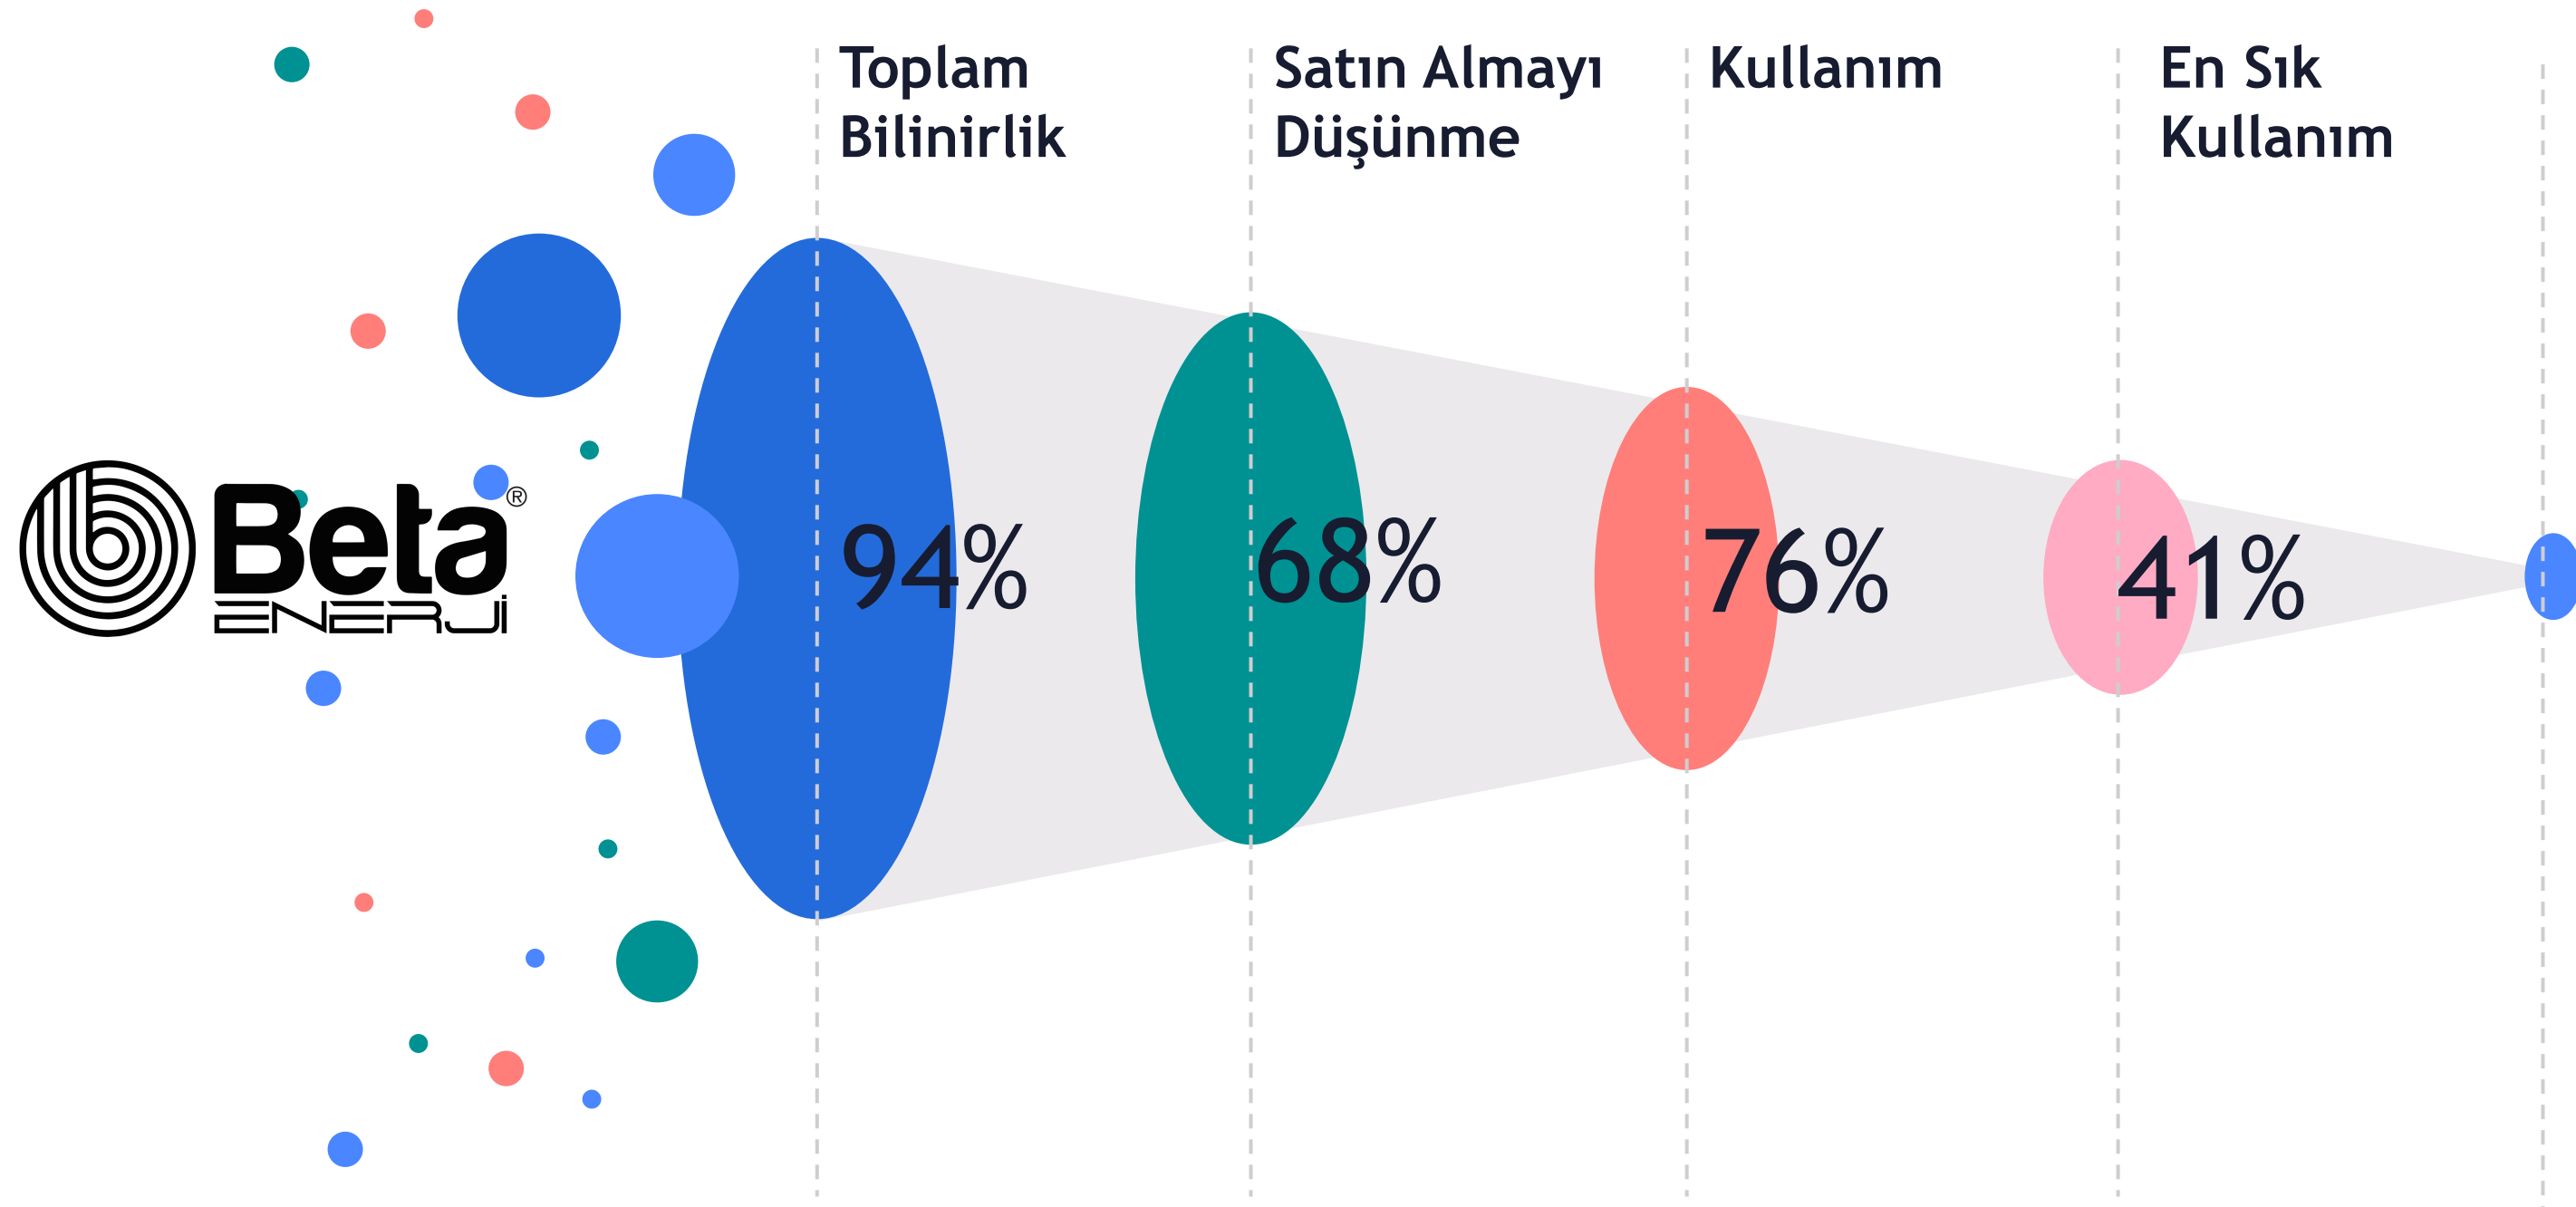 Toplam
Bilinirlik
Satın Almayı
Düşünme
Kullanım
En Sık
Kullanım
Beta®
ENERJİ
94%
68%
76%
41%